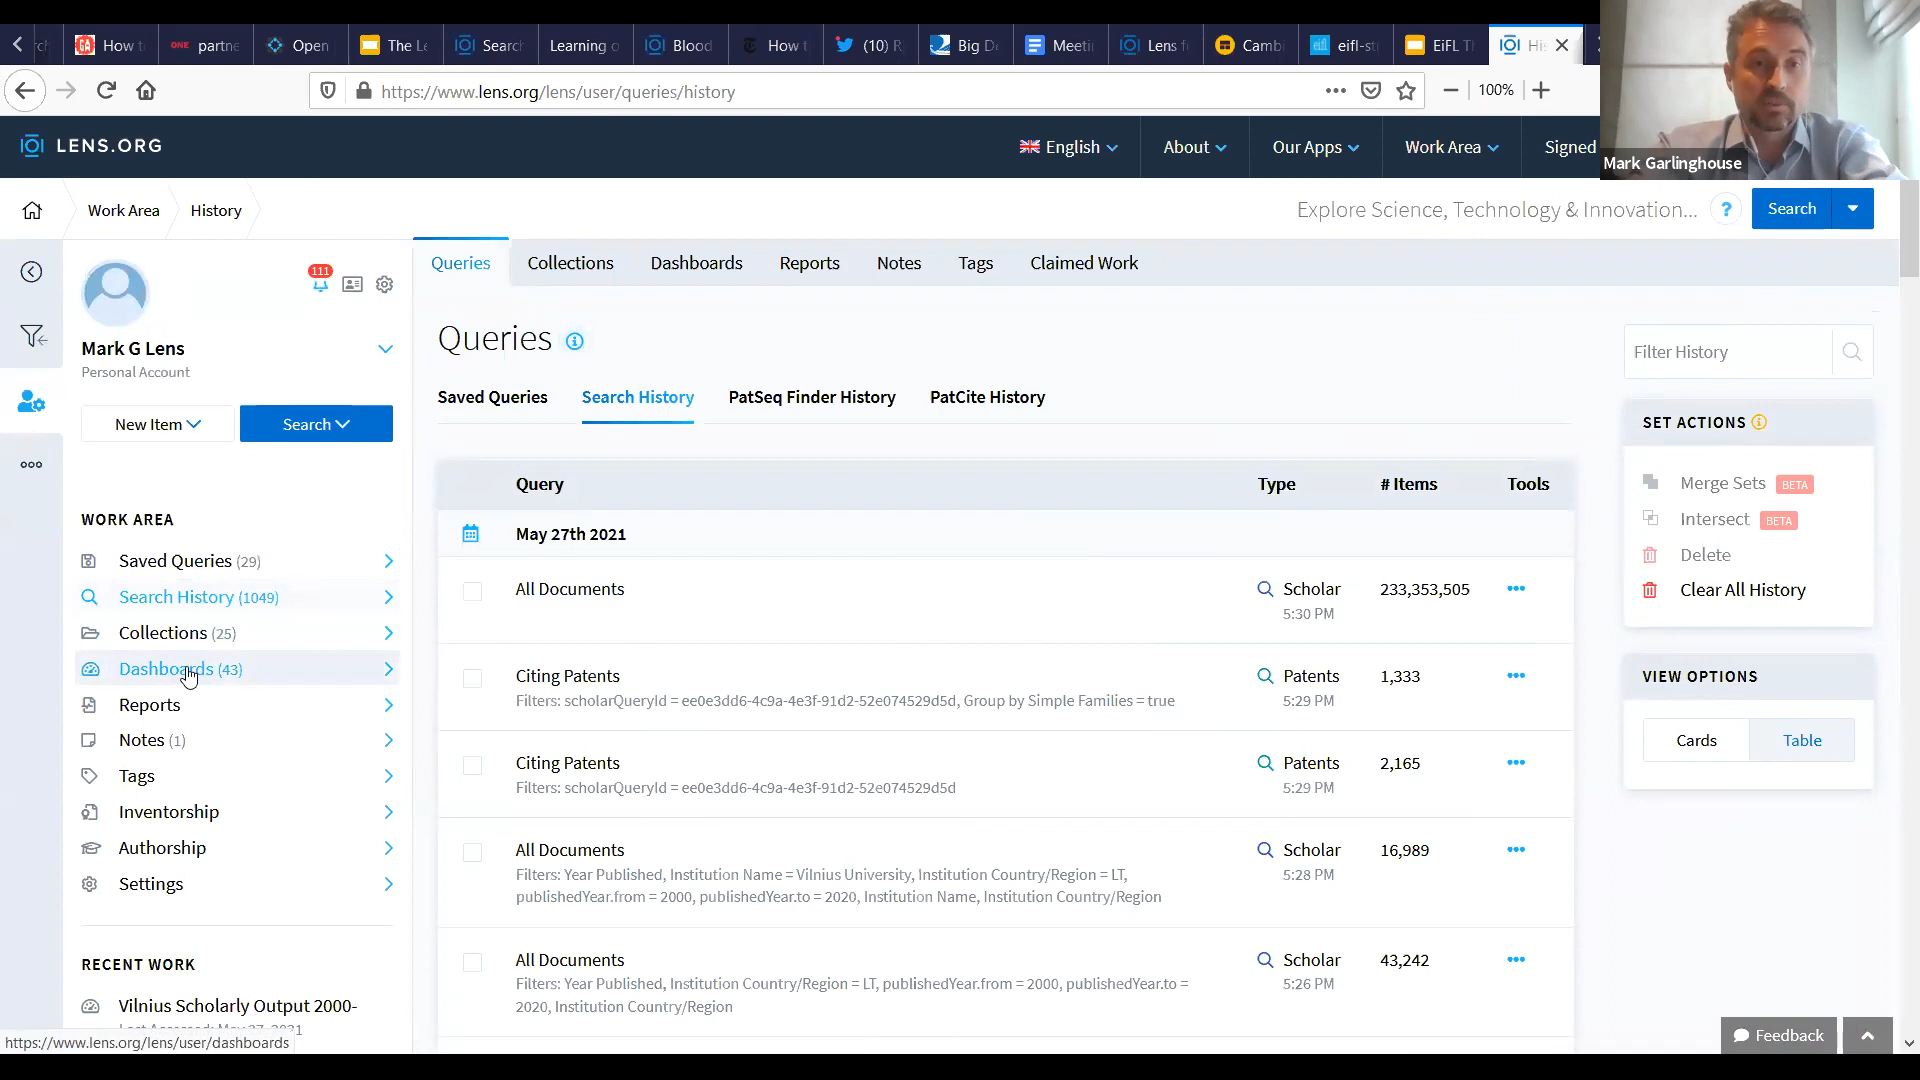 How t
ONE partne
Open
The Le
Search
Learning o
Blood
How t
(10)
Big D
Meeti
Lens f
Cambi
eifl-st
EiFL T
His
https://www.lens.org/lens/user/queries/history
100%
LENS.ORG
English
About
Our Apps
Work Area
Signed
Mark Garlinghouse
Work Area
History
Explore Science, Technology & Innovation...
?
Search
Queries
Collections
Dashboards
Reports
Notes
Tags
Claimed Work
111
Mark G Lens
Personal Account
New Item
Search
WORK AREA
Saved Queries (29)
Search History (1049)
Collections (25)
Dashboards (43)
Reports
Notes (1)
Tags
Inventorship
Authorship
Settings
RECENT WORK
Vilnius Scholarly Output 2000-
Last Accessed: May 27, 2021
https://www.lens.org/lens/user/dashboards
Queries
Saved Queries
Search History
PatSeq Finder History
PatCite History
Query
Type
# Items
Tools
May 27th 2021
All Documents
Scholar
233,353,505
5:30 PM
Citing Patents
Patents
1,333
Filters: scholarQueryId = ee0e3dd6-4c9a-4e3f-91d2-52e074529d5d, Group by Simple Families = true
5:29 PM
Citing Patents
Patents
2,165
Filters: scholarQueryId = ee0e3dd6-4c9a-4e3f-91d2-52e074529d5d
5:29 PM
All Documents
Scholar
16,989
Filters: Year Published, Institution Name = Vilnius University, Institution Country/Region = LT,
5:28 PM
publishedYear.from = 2000, publishedYear.to = 2020, Institution Name, Institution Country/Region
All Documents
Scholar
43,242
Filters: Year Published, Institution Country/Region = LT, publishedYear.from = 2000, publishedYear.to =
5:26 PM
2020, Institution Country/Region
Filter History
SET ACTIONS
Merge Sets BETA
Intersect BETA
Delete
Clear All History
VIEW OPTIONS
Cards
Table
Feedback